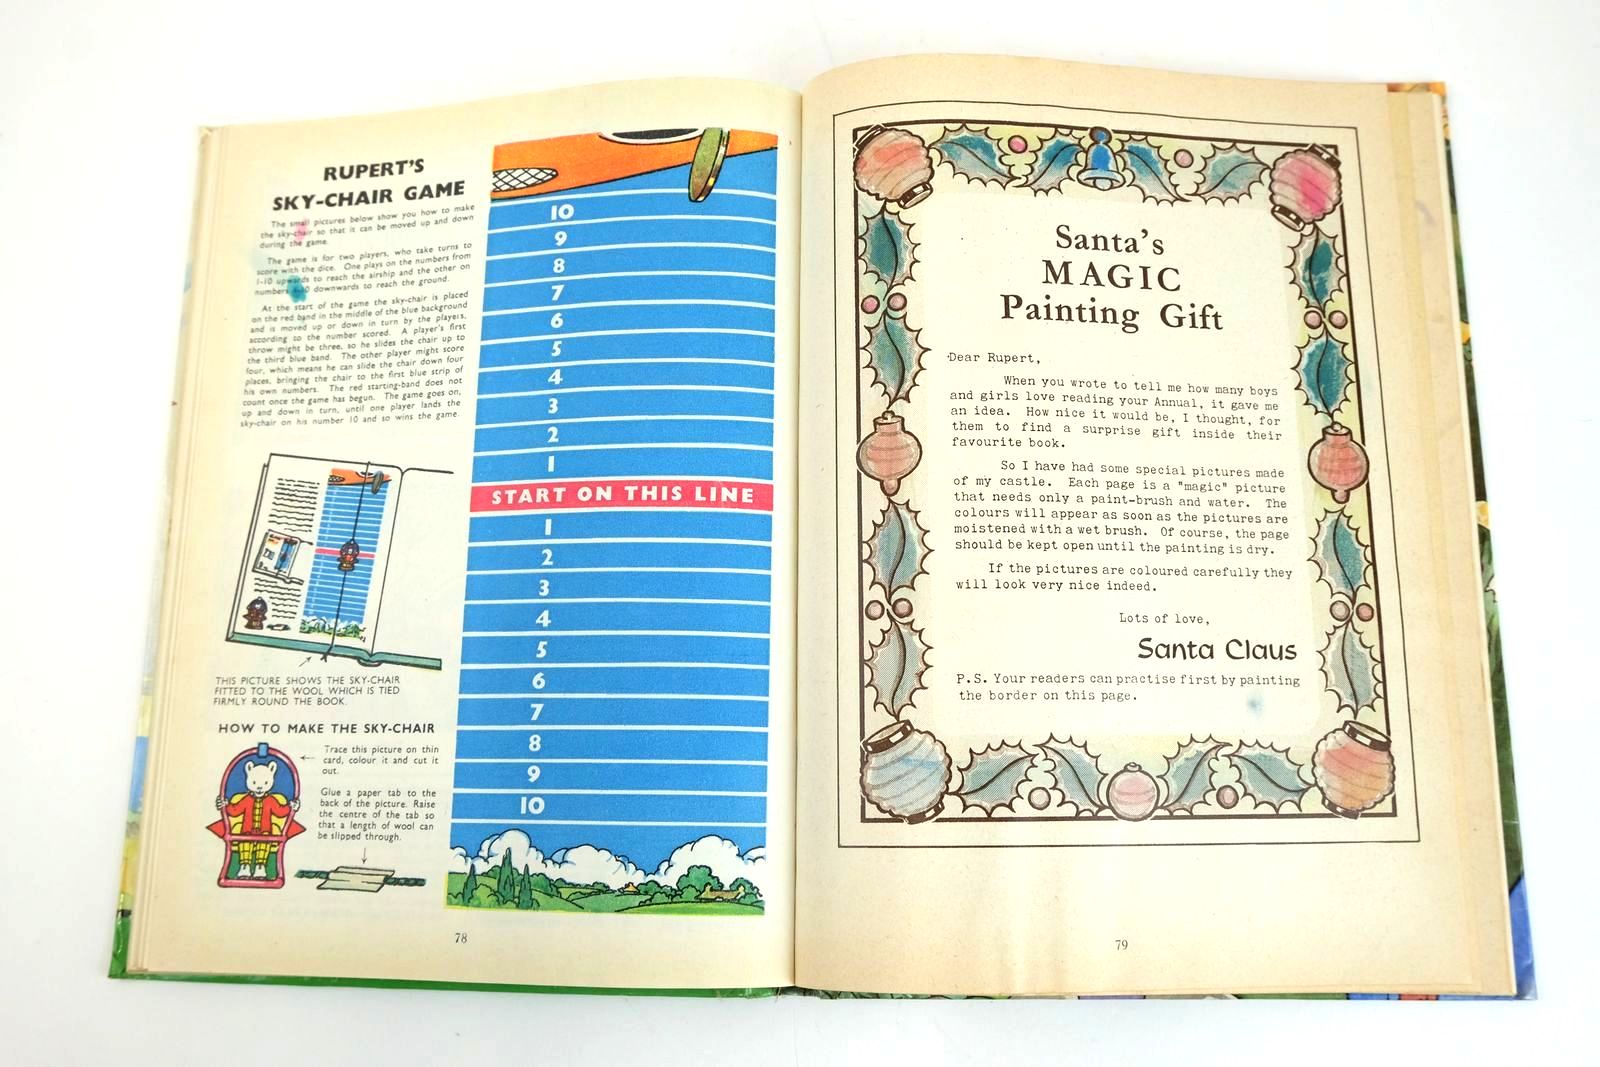 RUPERT'S
SKY-CHAIR GAME
The small pictures below show you how to make
the sky-chair so that it can be moved up and down
during the game.
The game is for two players, who take turns to
score with the dice. One plays on the numbers from
1-10 upwards to reach the airship and the other on
numbers 1-10 downwards to reach the ground.
At the start of the game the sky-chair is placed
on the red band in the middle of the blue background
and is moved up or down in turn by the players,
according to the number scored. A player's first
throw might be three, so he slides the chair up to
the third blue band. The other player might score
four, which means he can slide the chair down four
places, bringing the chair to the first blue strip of
his own numbers. The red starting-band does not
count once the game has begun. The game goes on,
up and down in turn, until one player lands the
sky-chair on his number 10 and so wins the game.
THIS PICTURE SHOWS THE SKY-CHAIR
FITTED TO THE WOOL WHICH IS TIED
FIRMLY ROUND THE BOOK.
HOW TO MAKE THE SKY-CHAIR
Trace this picture on thin
card, colour it and cut it
out.
Glue a paper tab to the
back of the picture. Raise
the centre of the tab so
that a length of wool can
be slipped through.
10
9
8
7
6
5
4
3
2
1
START ON THIS LINE
1
2
3
4
5
6
7
8
9
10
78
Santa's
MAGIC
Painting Gift
Dear Rupert,
When you wrote to tell me how many boys
and girls love reading your Annual, it gave me
an idea. How nice it would be, I thought, for
them to find a surprise gift inside their
favourite book.
So I have had some special pictures made
of my castle. Each page is a "magic" picture
that needs only a paint-brush and water. The
colours will appear as soon as the pictures are
moistened with a wet brush. Of course, the page
should be kept open until the painting is dry.
If the pictures are coloured carefully they
will look very nice indeed.
Lots of love,
Santa Claus
P.S. Your readers can practise first by painting
the border on this page.
79